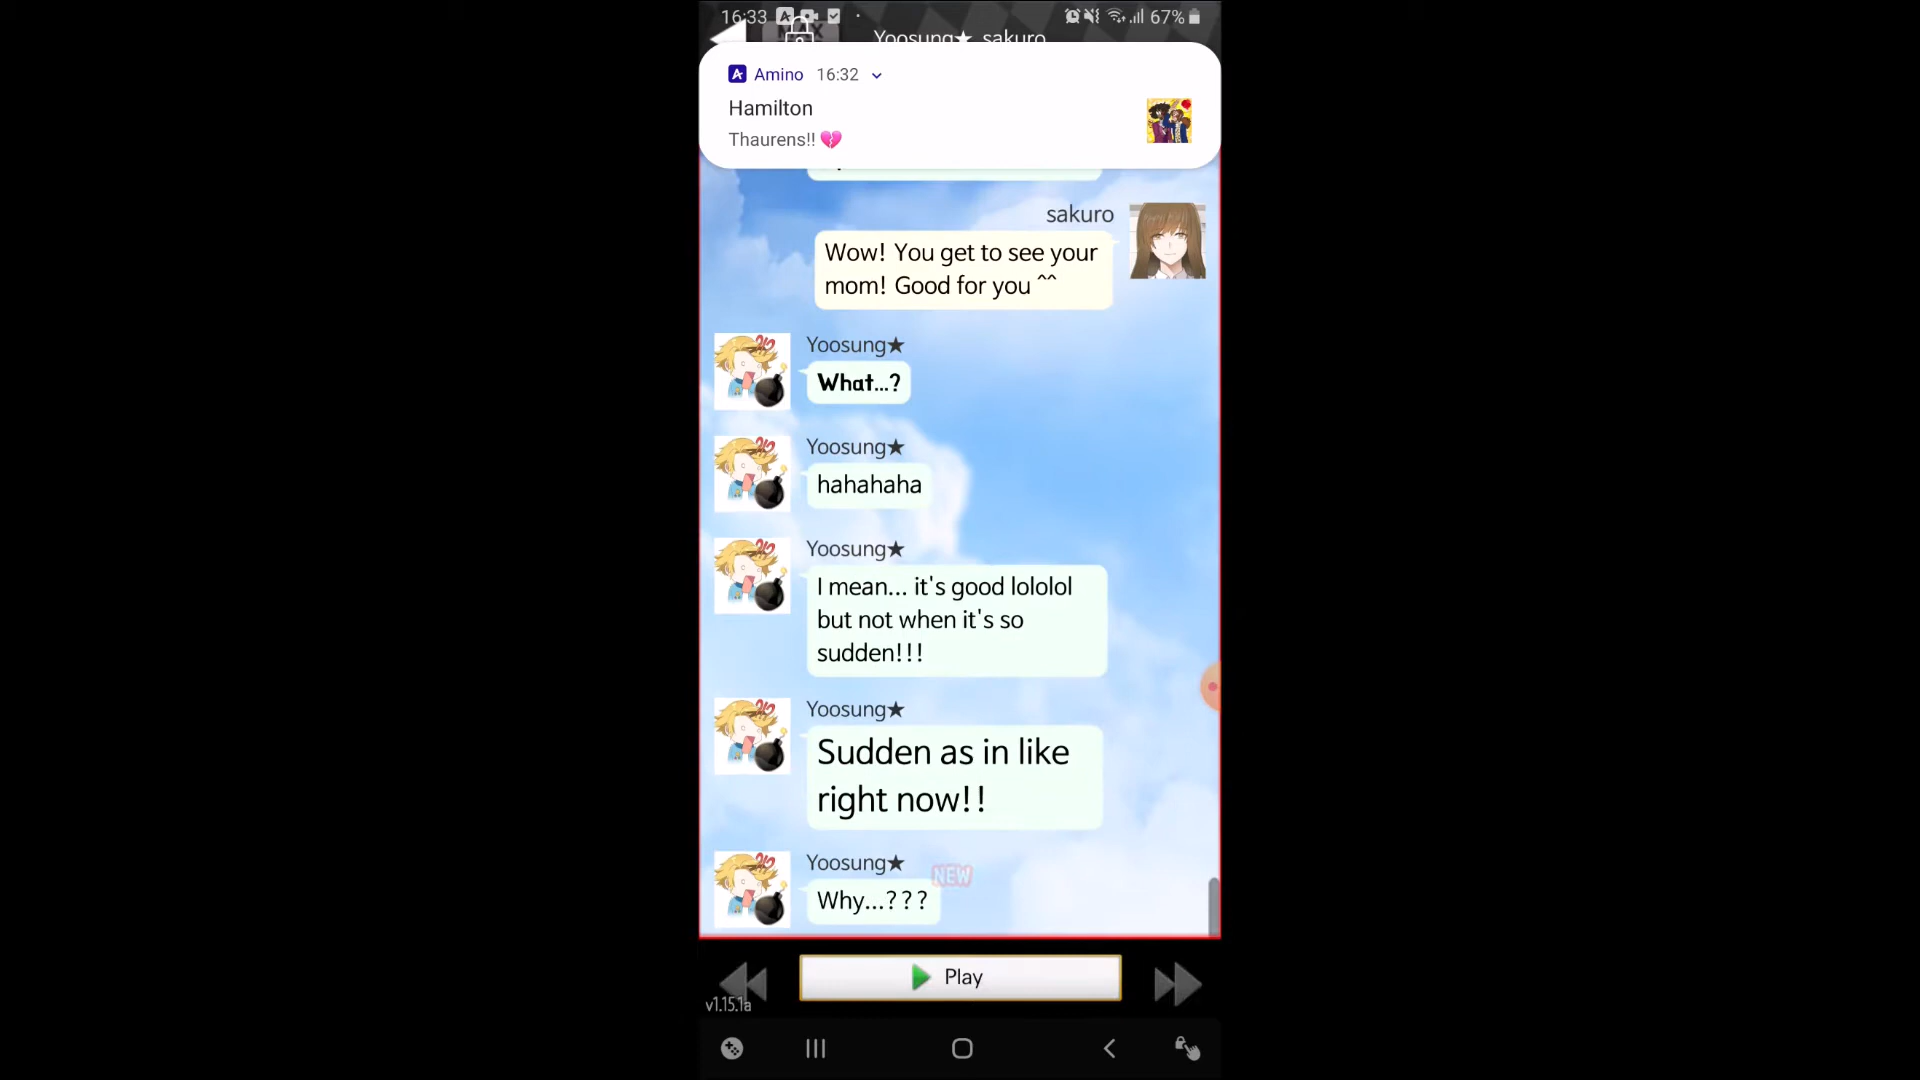 16:33
67%
Yoosung★ sakuro
Amino 16:32
Hamilton
Thaurens!! 💔
sakuro
Wow! You get to see your
mom! Good for you ^^
Yoosung★
What...?
Yoosung★
hahahaha
Yoosung★
I mean... it's good lololol
but not when it's so
sudden!!!
Yoosung★
Sudden as in like
right now!!
Yoosung★
NEW
Why...???
Play
v1.15.1a